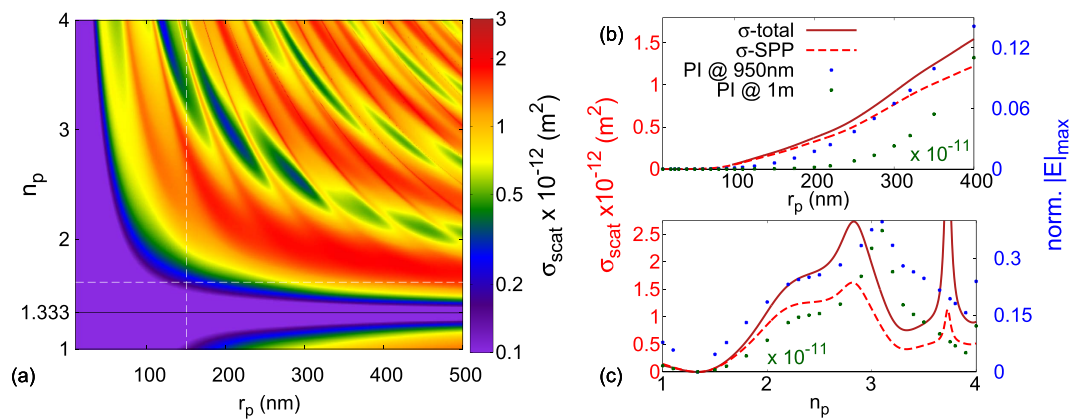 4
3
2
1.333
1
n_p
100
200
300
400
500
r_p (nm)
(a)
3
2
1
0.5
0.2
0.1
σ_scat x 10^-12 (m^2)
(b)
σ-total
σ-SPP
PI @ 950nm
PI @ 1m
x 10^-11
1.5
1
0.5
0
0.12
0.06
0
100
200
300
400
r_p (nm)
σ_scat x10^-12 (m^2)
norm. |E|_max
2.5
2
1.5
1
0.5
0
0.3
0.15
0
x 10^-11
(c)
1
2
3
4
n_p